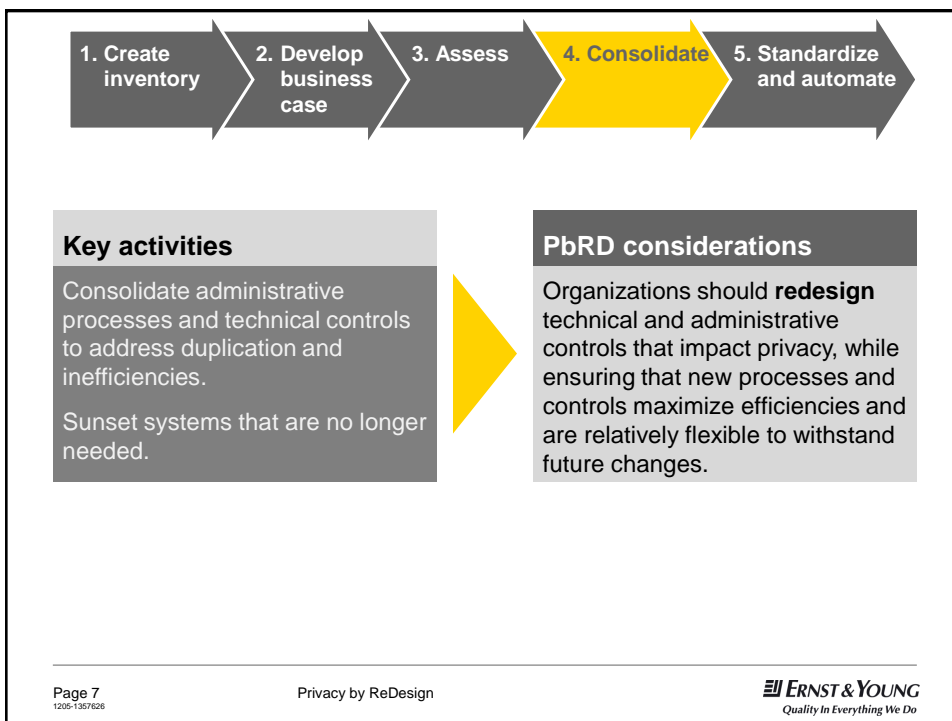 1. Create
inventory
2. Develop
business
case
3. Assess
4. Consolidate
5. Standardize
and automate
Key activities
Consolidate administrative
processes and technical controls
to address duplication and
inefficiencies.
Sunset systems that are no longer
needed.
PbRD considerations
Organizations should redesign
technical and administrative
controls that impact privacy, while
ensuring that new processes and
controls maximize efficiencies and
are relatively flexible to withstand
future changes.
Page 7
1205-1357626
Privacy by ReDesign
ERNST & YOUNG
Quality In Everything We Do